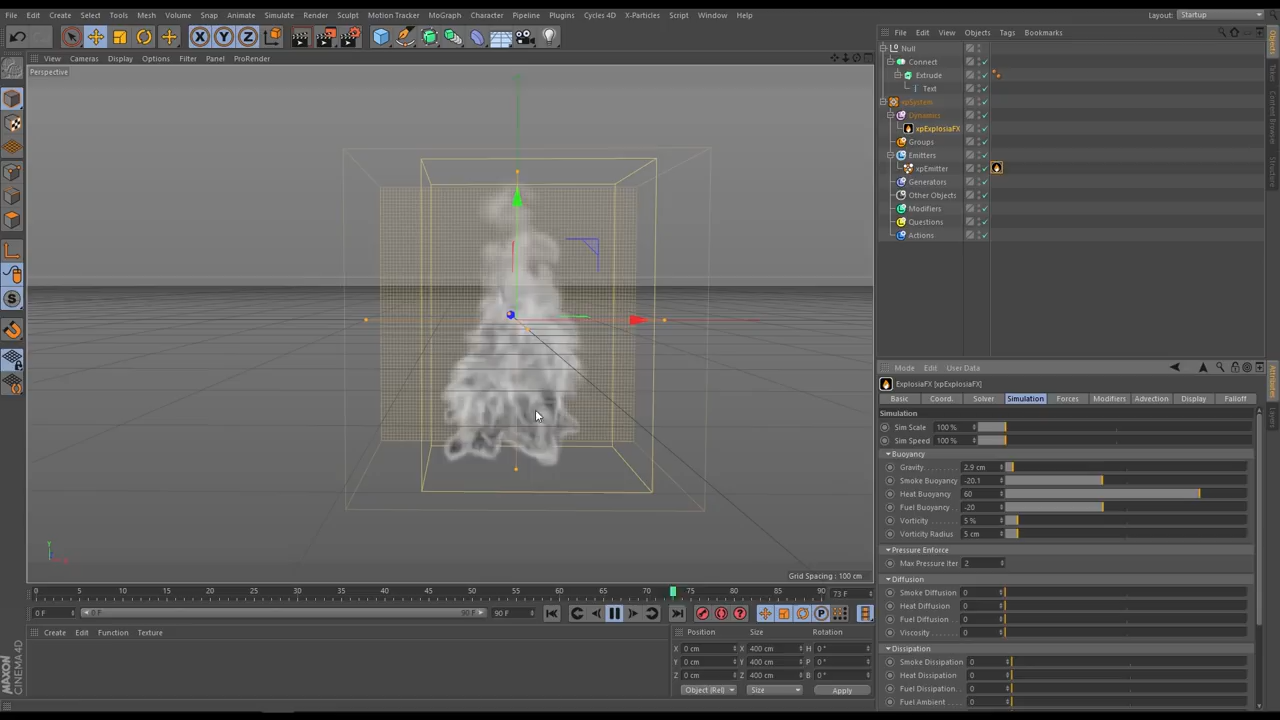 File Edit Create Select Tools Mesh Volume Snap Animate Simulate Render Sculpt Motion Tracker MoGraph Character Pipeline Plugins Cycles 4D X-Particles Script Window Help Layout: Startup
File Edit View Objects Tags Bookmarks
View Cameras Display Options Filter Panel ProRender
Perspective
Null
Connect
Extrude
Text
xpSystem
Dynamics
xpExplosiaFX
Groups
Emitters
xpEmitter
Generators
Other Objects
Modifiers
Questions
Actions
Objects
Takes
Content Browser
Structure
Mode Edit User Data
ExplosiaFX [xpExplosiaFX]
Basic Coord. Solver Simulation Forces Modifiers Advection Display Falloff
Simulation
Sim Scale 100 %
Sim Speed 100 %
Buoyancy
Gravity 2.9 cm
Smoke Buoyancy -20.1
Heat Buoyancy 60
Fuel Buoyancy -20
Vorticity 5 %
Vorticity Radius 5 cm
Pressure Enforce
Max Pressure Iter 2
Diffusion
Smoke Diffusion 0
Heat Diffusion 0
Fuel Diffusion 0
Viscosity 0
Dissipation
Smoke Dissipation 0
Heat Dissipation 0
Fuel Dissipation 0
Fuel Ambient 0
Attributes
Layers
Grid Spacing : 100 cm
0 5 10 15 20 25 30 35 40 45 50 55 60 65 70 75 80 85 90 73 F
0 F 0 F 90 F 90 F
Create Edit Function Texture
Position Size Rotation
X 0 cm X 400 cm H 0 °
Y 0 cm Y 400 cm P 0 °
Z 0 cm Z 400 cm B 0 °
Object (Rel) Size Apply
MAXON
CINEMA 4D